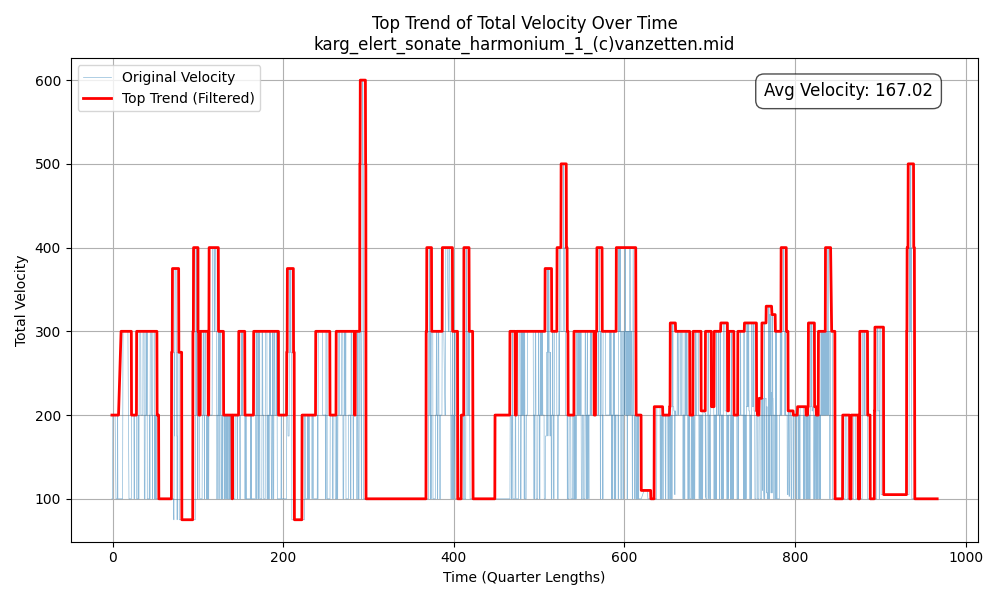 Top Trend of Total Velocity Over Time
karg_elert_sonate_harmonium_1_(c)vanzetten.mid
Original Velocity
Top Trend (Filtered)
Avg Velocity: 167.02
Total Velocity
600
500
400
300
200
100
0 200 400 600 800 1000
Time (Quarter Lengths)